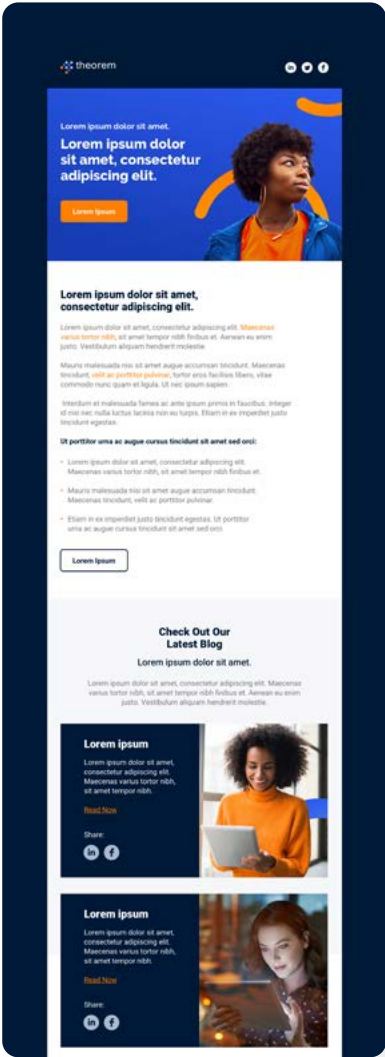 theorem
Lorem ipsum dolor sit amet.
Lorem ipsum dolor
sit amet, consectetur
adipiscing elit.
Lorem Ipsum
Lorem ipsum dolor sit amet,
consectetur adipiscing elit.
Lorem ipsum dolor sit amet, consectetur adipiscing elit. Maecenas
varius tortor nibh, sit amet tempor nibh finibus et. Aenean eu enim
justo. Vestibulum aliquam hendrerit molestie.
Mauris malesuada nisi sit amet augue accumsan tincidunt. Maecenas
tincidunt, velit ac porttitor pulvinar, tortor eros facilisis libero, vitae
commodo nunc quam et ligula. Ut nec ipsum sapien.
Interdum et malesuada fames ac ante ipsum primis in faucibus. Integer
id nisi nec nulla luctus lacinia non eu turpis. Etiam in ex imperdiet justo
tincidunt egestas.
Ut porttitor urna ac augue cursus tincidunt sit amet sed orci:
• Lorem ipsum dolor sit amet, consectetur adipiscing elit.
Maecenas varius tortor nibh, sit amet tempor nibh finibus et.
• Mauris malesuada nisi sit amet augue accumsan tincidunt.
Maecenas tincidunt, velit ac porttitor pulvinar.
• Etiam in ex imperdiet justo tincidunt egestas. Ut porttitor
urna ac augue cursus tincidunt sit amet sed orci.
Lorem Ipsum
Check Out Our
Latest Blog
Lorem ipsum dolor sit amet.
Lorem ipsum dolor sit amet, consectetur adipiscing elit. Maecenas
varius tortor nibh, sit amet tempor nibh finibus et. Aenean eu enim
justo. Vestibulum aliquam hendrerit molestie.
Lorem ipsum
Lorem ipsum dolor sit amet,
consectetur adipiscing elit.
Maecenas varius tortor nibh,
sit amet tempor nibh.
Read Now
Share:
Lorem ipsum
Lorem ipsum dolor sit amet,
consectetur adipiscing elit.
Maecenas varius tortor nibh,
sit amet tempor nibh.
Read Now
Share: